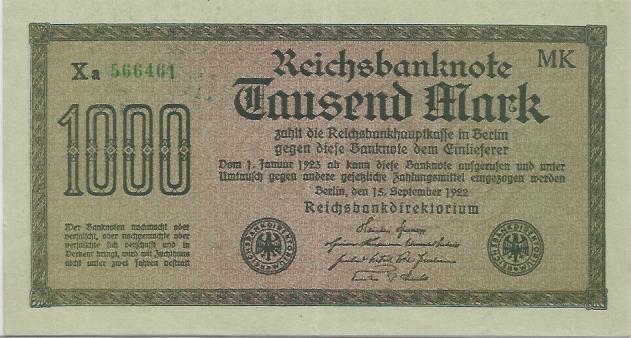 Xa 566461
Reichsbanknote
MK
Tausend Mark
1000
zahlt die Reichsbankhauptkasse in Berlin
gegen diese Banknote dem Einlieferer
Vom 1. Januar 1923 ab kann diese Banknote aufgerufen und unter
Umtausch gegen andere gesetzliche Zahlungsmittel eingezogen werden
Berlin, den 15. September 1922
Reichsbankdirektorium
Wer Banknoten nachmacht oder
verfälscht, oder nachgemachte oder
verfälschte sich verschafft und in
Verkehr bringt, wird mit Zuchthaus
nicht unter zwei Jahren bestraft
REICHSBANKDIREKTORIUM
REICHSBANKDIREKTORIUM